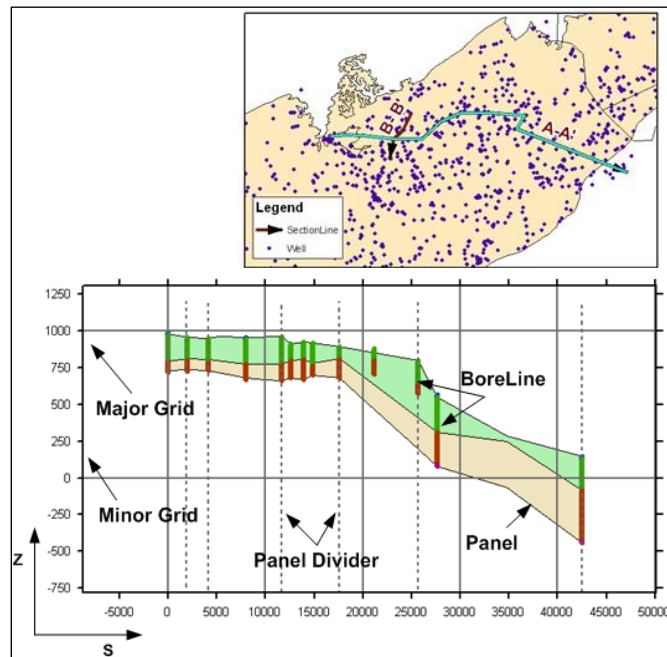 B-B'
A-A'
Legend
SectionLine
Well
1250
1000
750
500
250
0
-250
-500
-750
Major Grid
Minor Grid
BoreLine
Panel Divider
Panel
Z
S
-5000
0
5000
10000
15000
20000
25000
30000
35000
40000
45000
50000